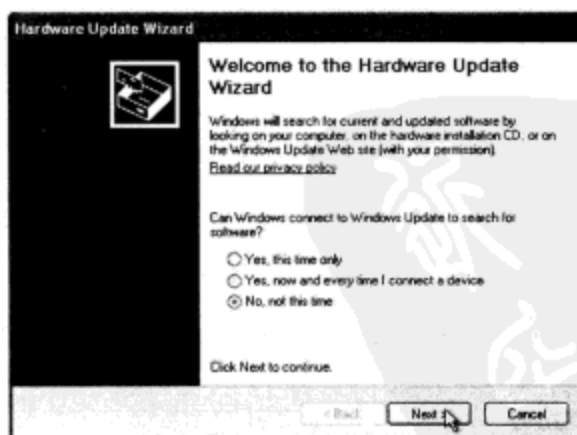 Hardware Update Wizard
Welcome to the Hardware Update
Wizard
Windows will search for current and updated software by
looking on your computer, on the hardware installation CD, or on
the Windows Update Web site (with your permission).
Read our privacy policy
Can Windows connect to Windows Update to search for
software?
Yes, this time only
Yes, now and every time I connect a device
No, not this time
Click Next to continue.
< Back
Next >
Cancel